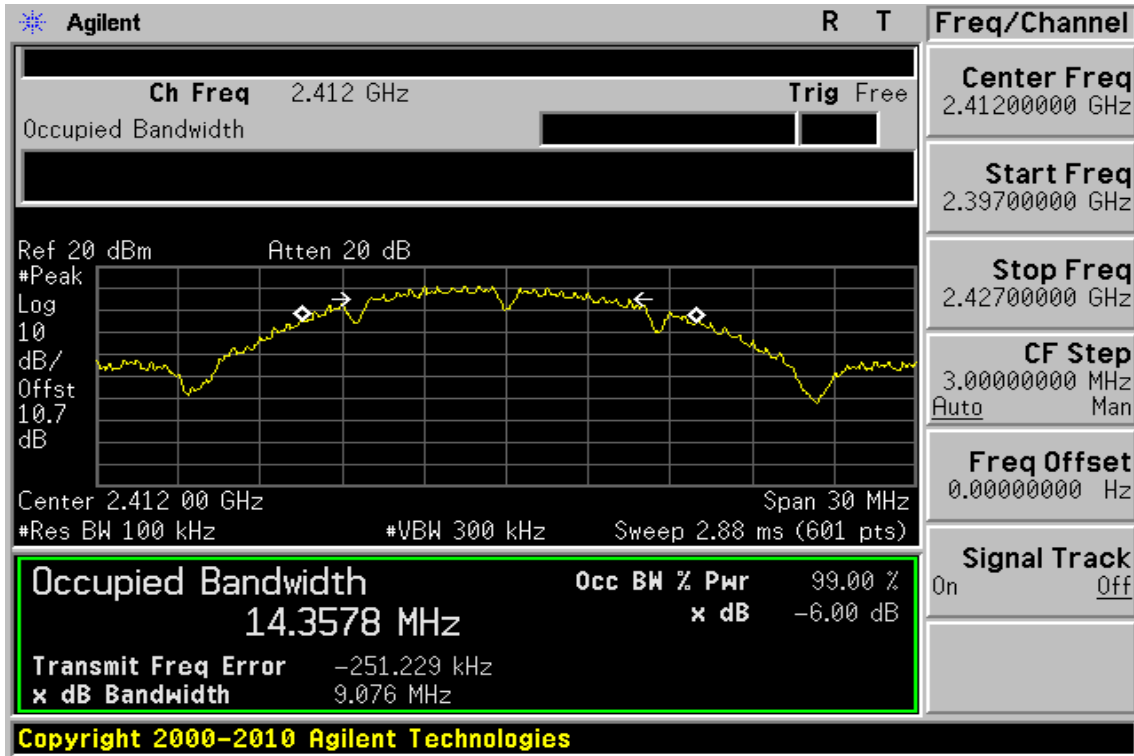 Agilent R T Freq/Channel
Ch Freq 2.412 GHz Trig Free
Occupied Bandwidth
Center Freq
2.41200000 GHz
Start Freq
2.39700000 GHz
Stop Freq
2.42700000 GHz
CF Step
3.00000000 MHz
Auto Man
Freq Offset
0.00000000 Hz
Signal Track
On Off
Ref 20 dBm Atten 20 dB
#Peak
Log
10
dB/
Offst
10.7
dB
Center 2.412 00 GHz Span 30 MHz
#Res BW 100 kHz #VBW 300 kHz Sweep 2.88 ms (601 pts)
Occupied Bandwidth Occ BW % Pwr 99.00 %
14.3578 MHz x dB -6.00 dB
Transmit Freq Error -251.229 kHz
x dB Bandwidth 9.076 MHz
Copyright 2000-2010 Agilent Technologies